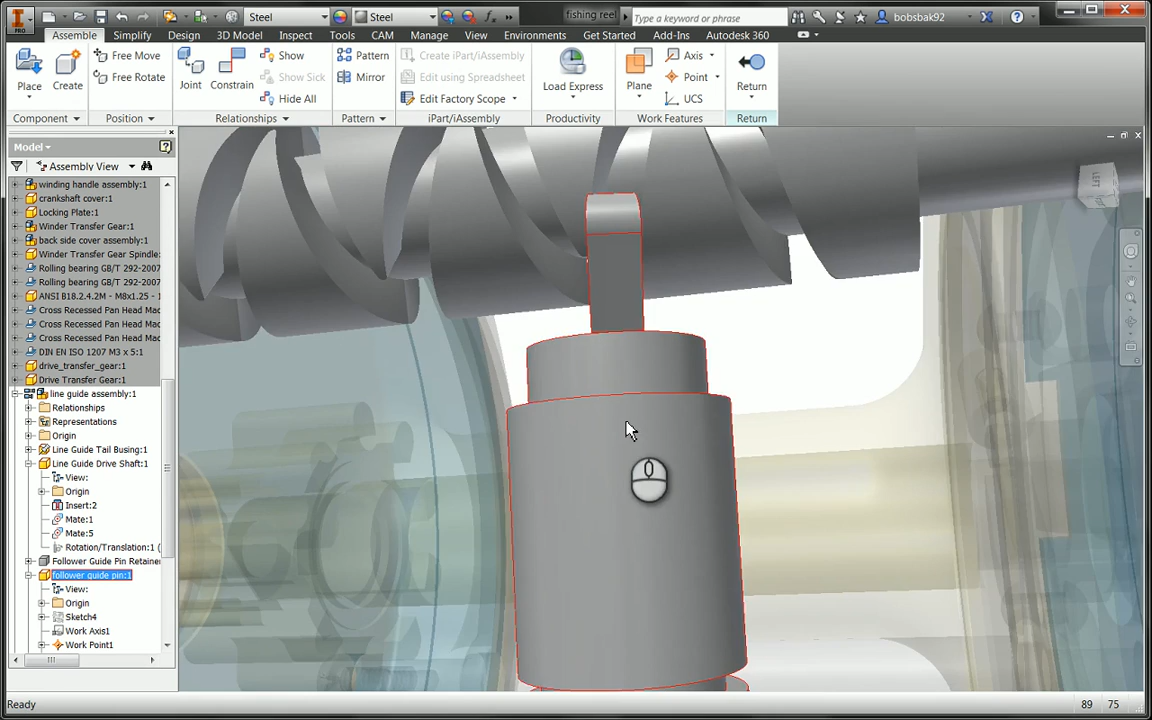 PRO
Steel
Steel
fishing reel
Type a keyword or phrase
bobsbak92
Assemble Simplify Design 3D Model Inspect Tools CAM Manage View Environments Get Started Add-Ins Autodesk 360
Place
Create
Free Move
Free Rotate
Joint
Constrain
Show
Show Sick
Hide All
Pattern
Mirror
Create iPart/iAssembly
Edit using Spreadsheet
Edit Factory Scope
Load Express
Plane
Axis
Point
UCS
Return
Component Position Relationships Pattern iPart/iAssembly Productivity Work Features Return
Model
Assembly View
winding handle assembly:1
crankshaft cover:1
Locking Plate:1
Winder Transfer Gear:1
back side cover assembly:1
Winder Transfer Gear Spindle:
Rolling bearing GB/T 292-2007
Rolling bearing GB/T 292-2007
ANSI B18.2.4.2M - M8x1.25 - 1
Cross Recessed Pan Head Mac
Cross Recessed Pan Head Mac
Cross Recessed Pan Head Mac
DIN EN ISO 1207 M3 x 5:1
drive_transfer_gear:1
Drive Transfer Gear:1
line guide assembly:1
Relationships
Representations
Origin
Line Guide Tail Busing:1
Line Guide Drive Shaft:1
View:
Origin
Insert:2
Mate:1
Mate:5
Rotation/Translation:1 (
Follower Guide Pin Retainer
follower guide pin:1
View:
Origin
Sketch4
Work Axis1
Work Point1
LEFT
Ready
89 75